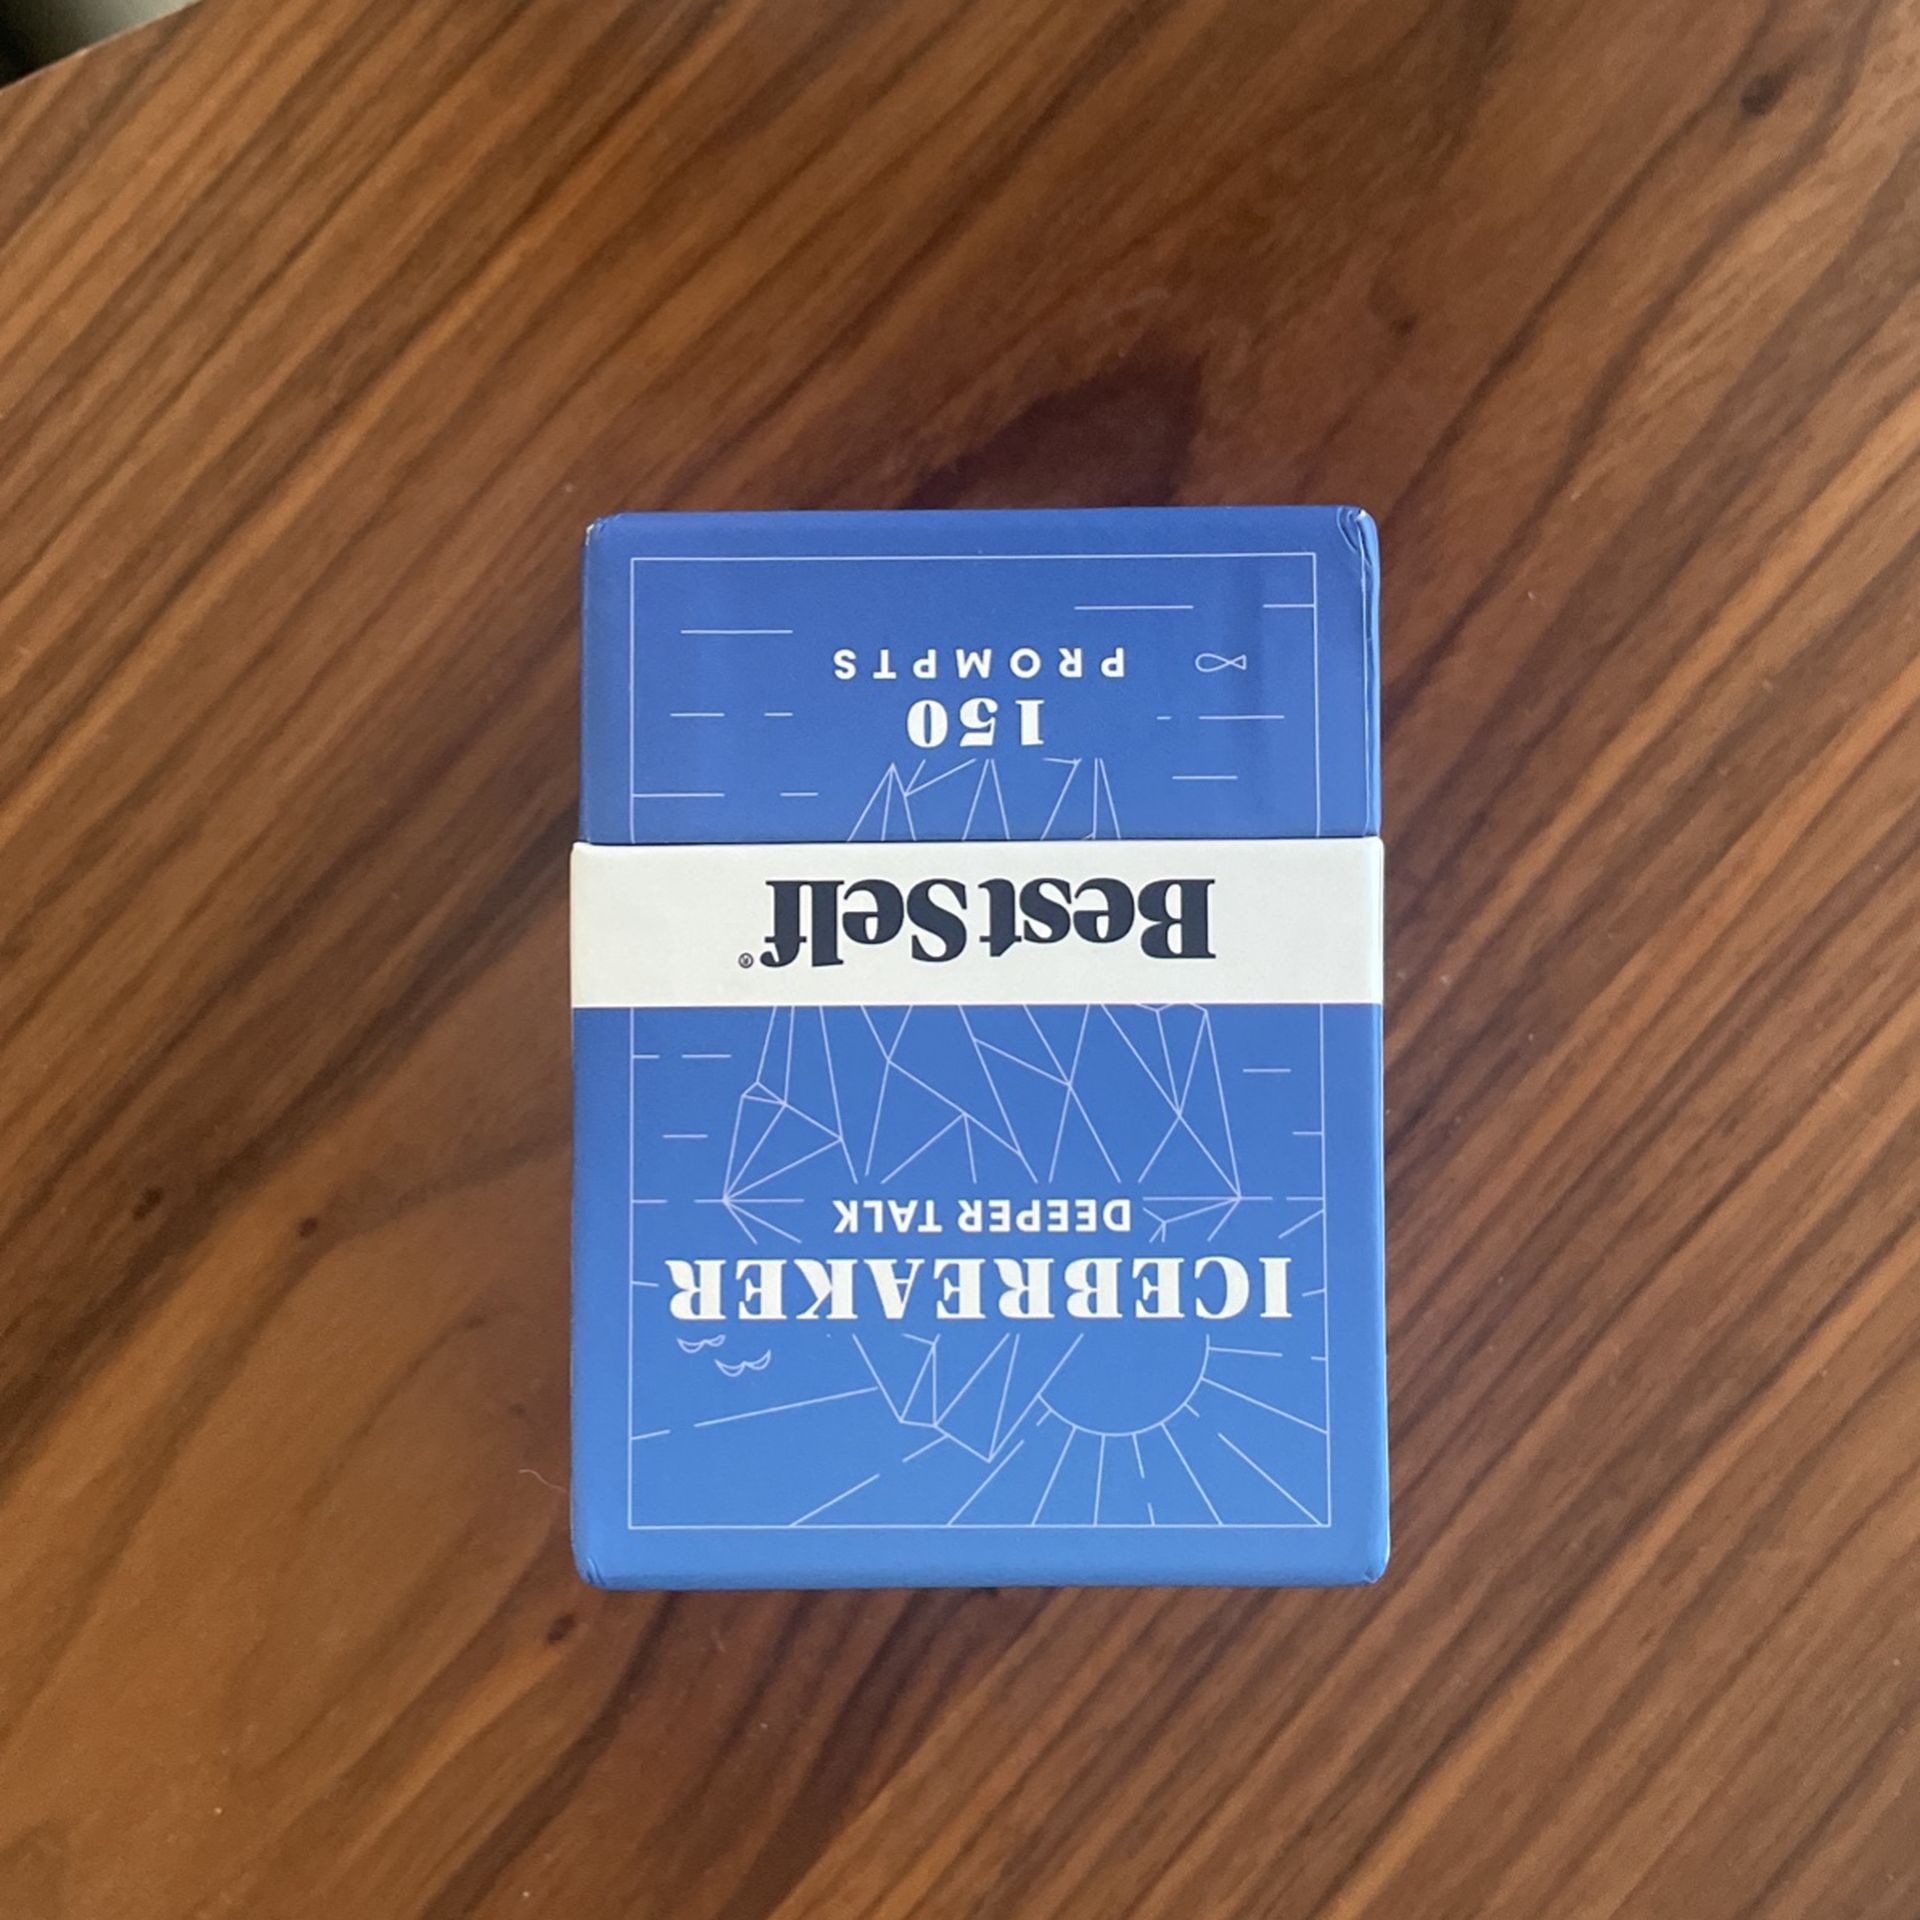 ICEBREAKER
DEEPER TALK
BestSelf®
150
PROMPTS